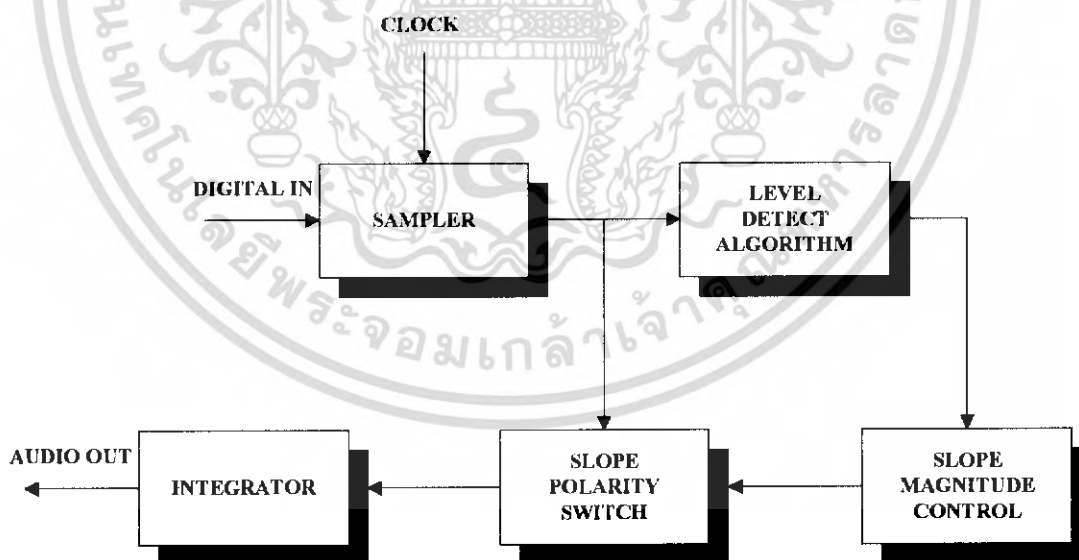 CLOCK
DIGITAL IN
SAMPLER
LEVEL
DETECT
ALGORITHM
AUDIO OUT
INTEGRATOR
SLOPE
POLARITY
SWITCH
SLOPE
MAGNITUDE
CONTROL